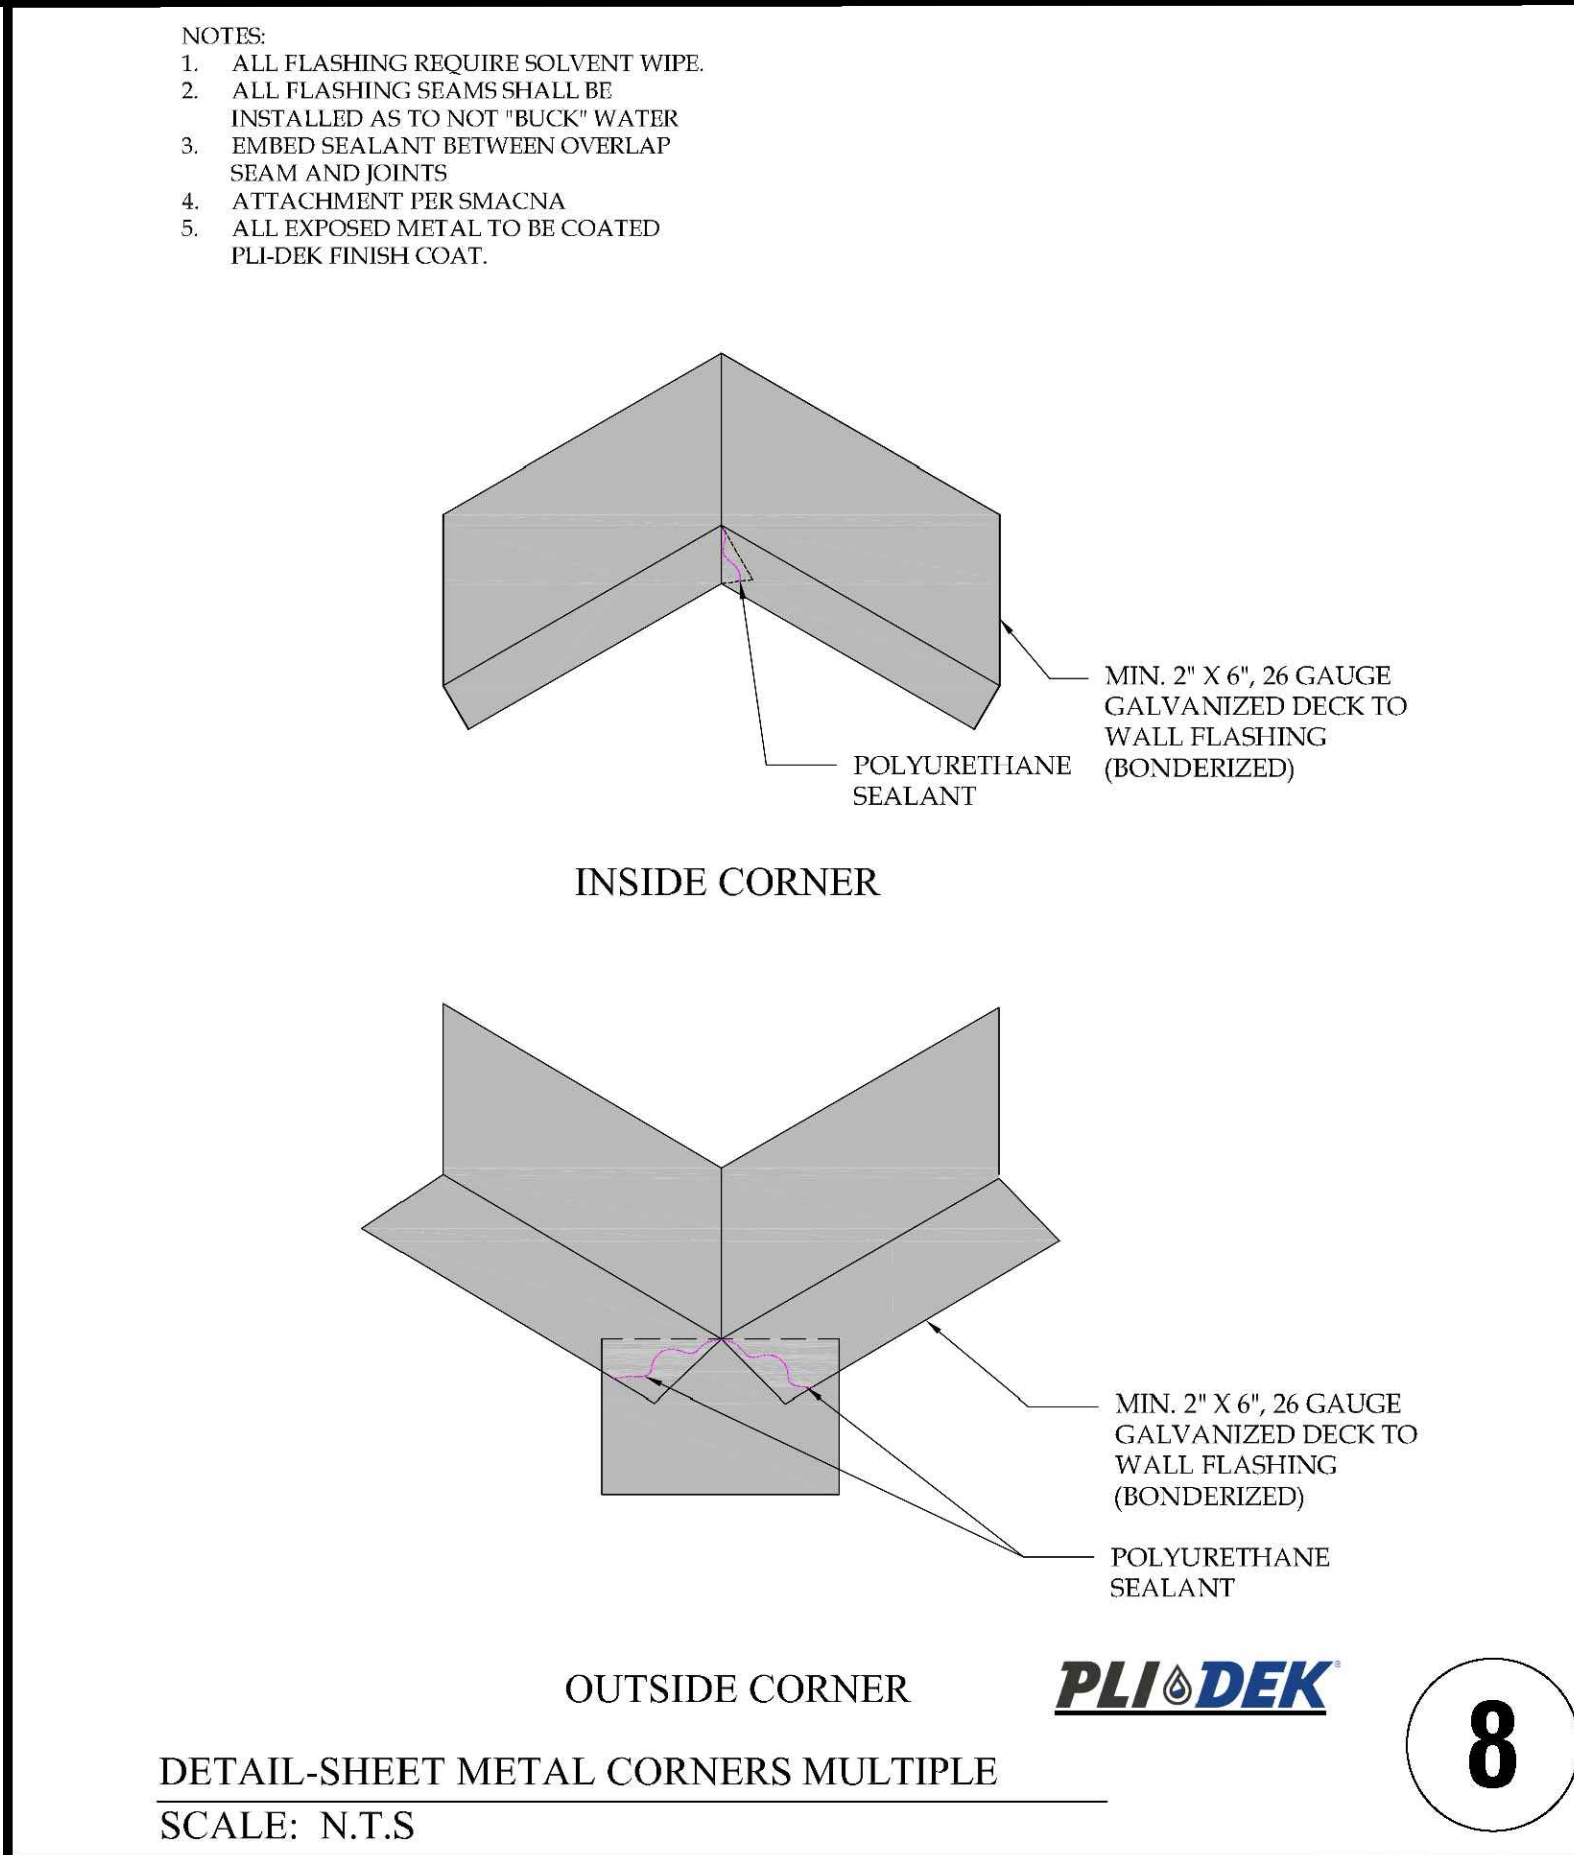 NOTES:
1. ALL FLASHING REQUIRE SOLVENT WIPE.
2. ALL FLASHING SEAMS SHALL BE
INSTALLED AS TO NOT "BUCK" WATER
3. EMBED SEALANT BETWEEN OVERLAP
SEAM AND JOINTS
4. ATTACHMENT PER SMACNA
5. ALL EXPOSED METAL TO BE COATED
PLI-DEK FINISH COAT.
MIN. 2" X 6", 26 GAUGE
GALVANIZED DECK TO
WALL FLASHING
(BONDERIZED)
POLYURETHANE
SEALANT
INSIDE CORNER
MIN. 2" X 6", 26 GAUGE
GALVANIZED DECK TO
WALL FLASHING
(BONDERIZED)
POLYURETHANE
SEALANT
OUTSIDE CORNER
PLI DEK®
8
DETAIL-SHEET METAL CORNERS MULTIPLE
SCALE: N.T.S